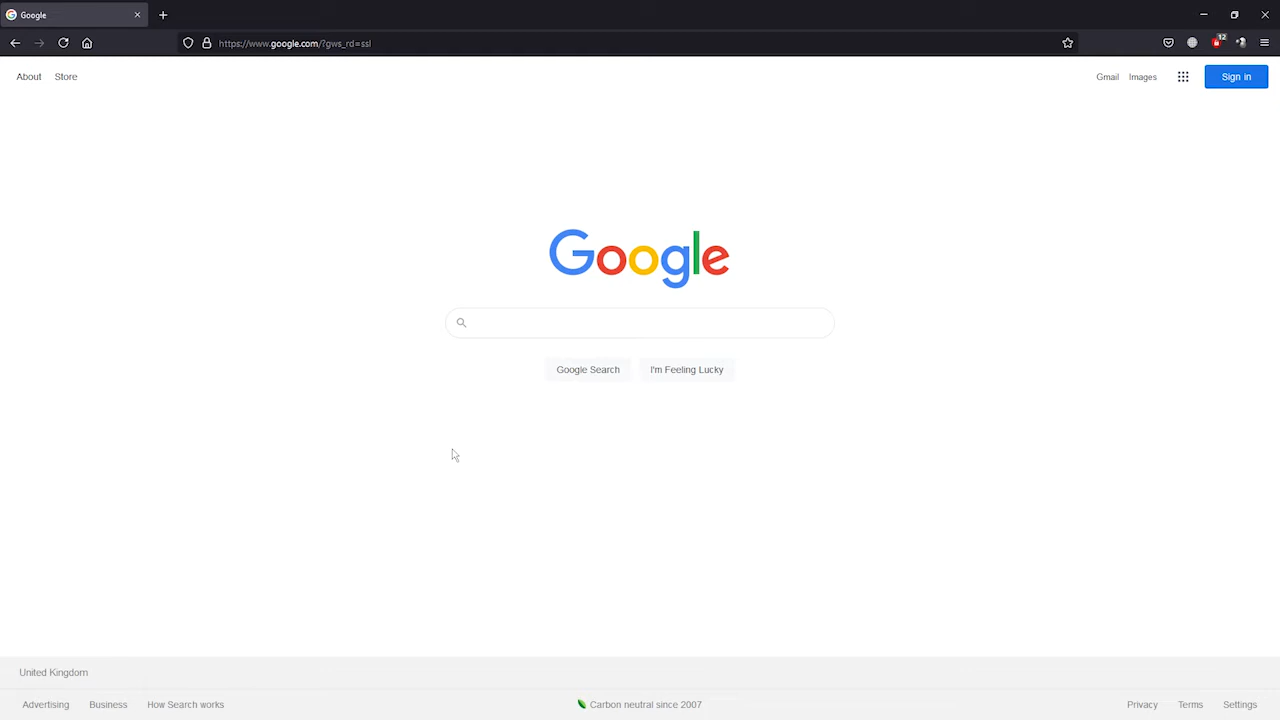 Google
https://www.google.com/?gws_rd=ssl
12
About Store
Gmail Images Sign in
Google
Google Search I'm Feeling Lucky
United Kingdom
Advertising Business How Search works
Carbon neutral since 2007
Privacy Terms Settings